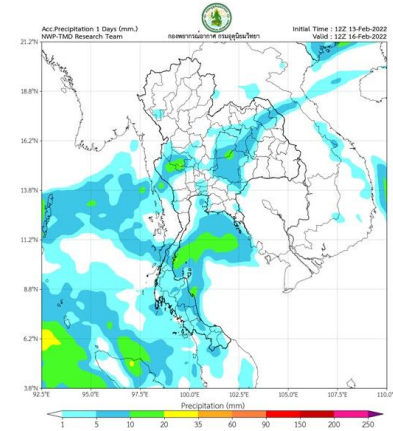 Acc.Precipitation 1 Days (mm.)
NWP-TMD Research Team
กองพยากรณ์อากาศ กรมอุตุนิยมวิทยา
Initial Time : 12Z 13-Feb-2022
Valid : 12Z 16-Feb-2022
21.2°N
18.8°N
16.2°N
13.8°N
11.2°N
8.8°N
6.2°N
3.8°N
92.5°E 95.0°E 97.5°E 100.0°E 102.5°E 105.0°E 107.5°E 110.0
Precipitation (mm)
1 5 10 20 35 60 90 150 200 250